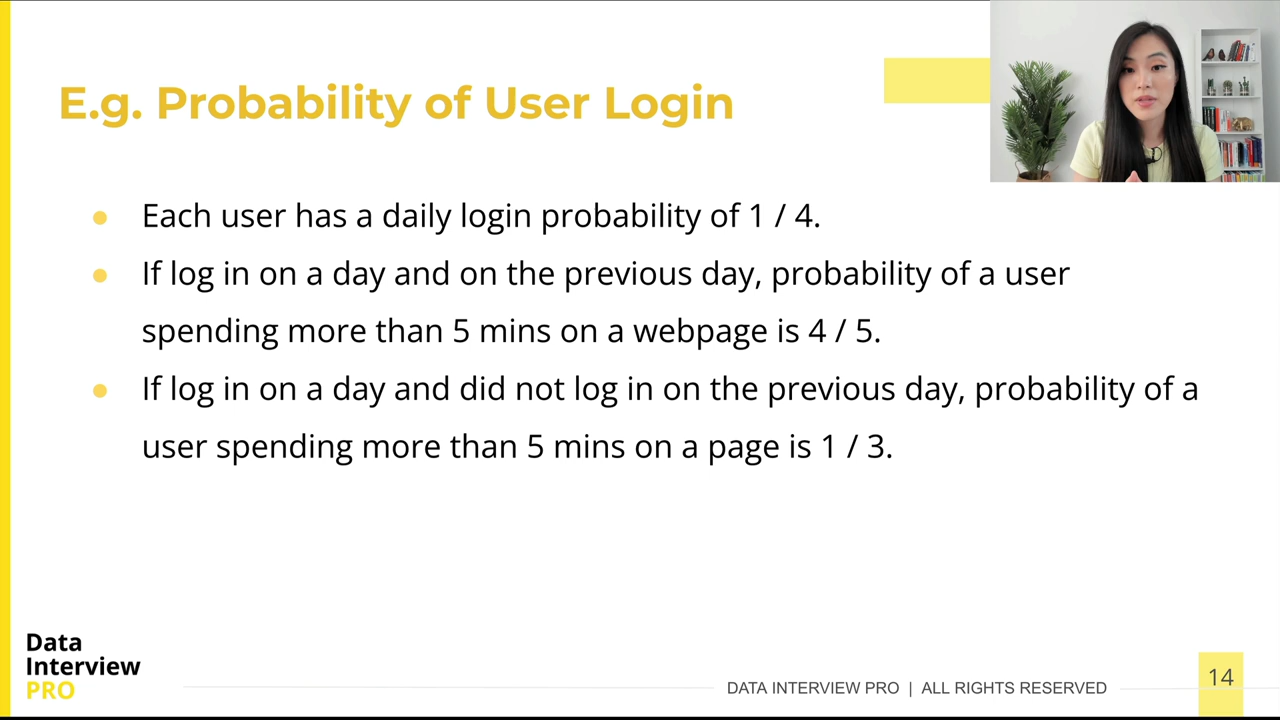 E.g. Probability of User Login
Each user has a daily login probability of 1 / 4.
If log in on a day and on the previous day, probability of a user
spending more than 5 mins on a webpage is 4 / 5.
If log in on a day and did not log in on the previous day, probability of a
user spending more than 5 mins on a page is 1 / 3.
Data
Interview
PRO
DATA INTERVIEW PRO | ALL RIGHTS RESERVED
14